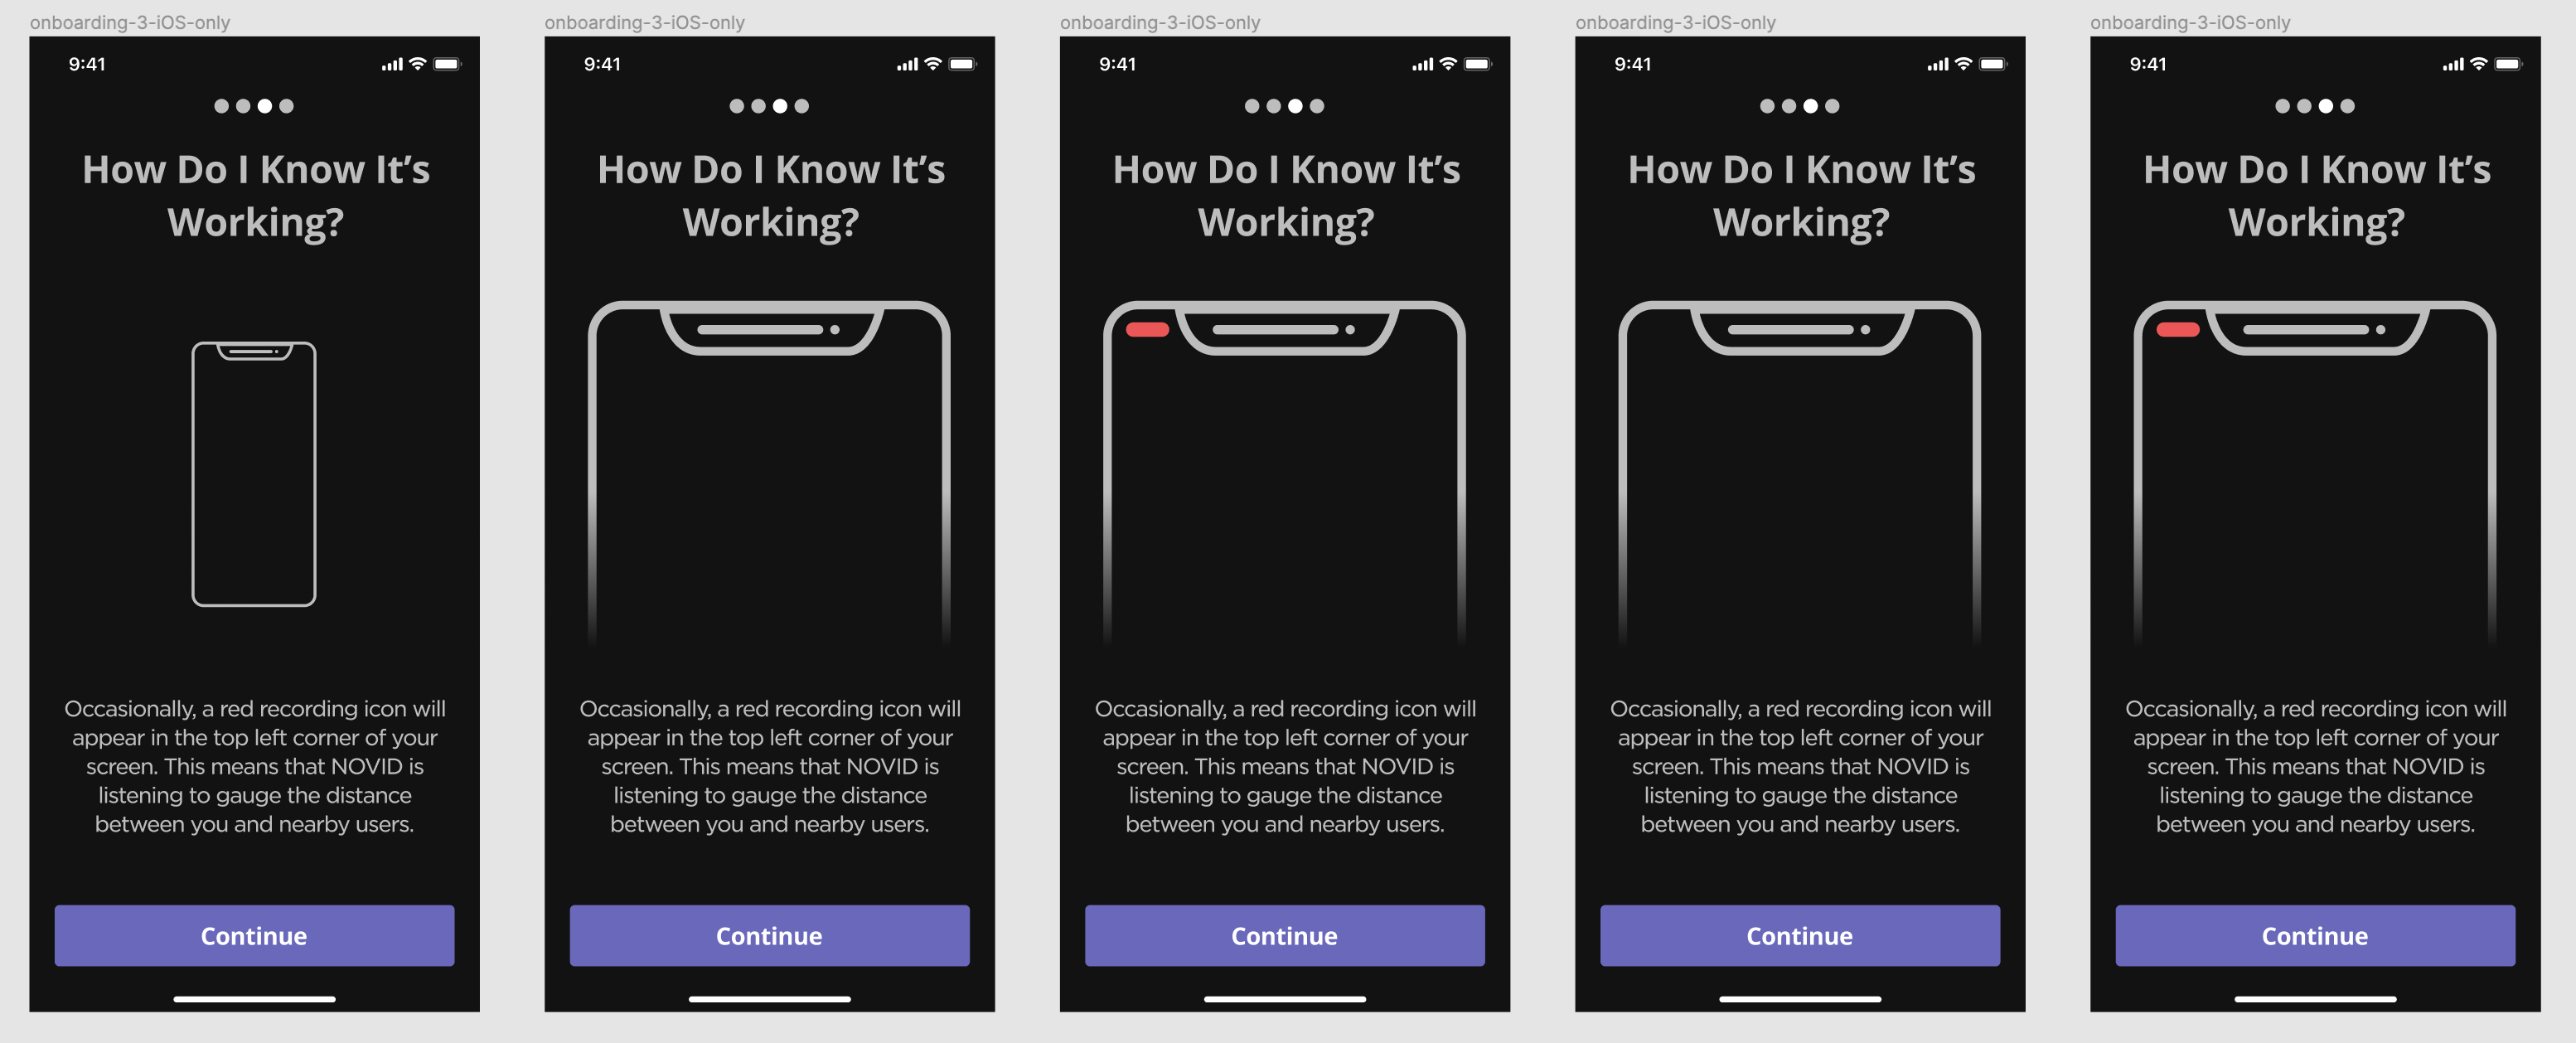 onboarding-3-iOS-only
9:41
How Do I Know It’s
Working?
Occasionally, a red recording icon will
appear in the top left corner of your
screen. This means that NOVID is
listening to gauge the distance
between you and nearby users.
Continue
onboarding-3-iOS-only
9:41
How Do I Know It’s
Working?
Occasionally, a red recording icon will
appear in the top left corner of your
screen. This means that NOVID is
listening to gauge the distance
between you and nearby users.
Continue
onboarding-3-iOS-only
9:41
How Do I Know It’s
Working?
Occasionally, a red recording icon will
appear in the top left corner of your
screen. This means that NOVID is
listening to gauge the distance
between you and nearby users.
Continue
onboarding-3-iOS-only
9:41
How Do I Know It’s
Working?
Occasionally, a red recording icon will
appear in the top left corner of your
screen. This means that NOVID is
listening to gauge the distance
between you and nearby users.
Continue
onboarding-3-iOS-only
9:41
How Do I Know It’s
Working?
Occasionally, a red recording icon will
appear in the top left corner of your
screen. This means that NOVID is
listening to gauge the distance
between you and nearby users.
Continue